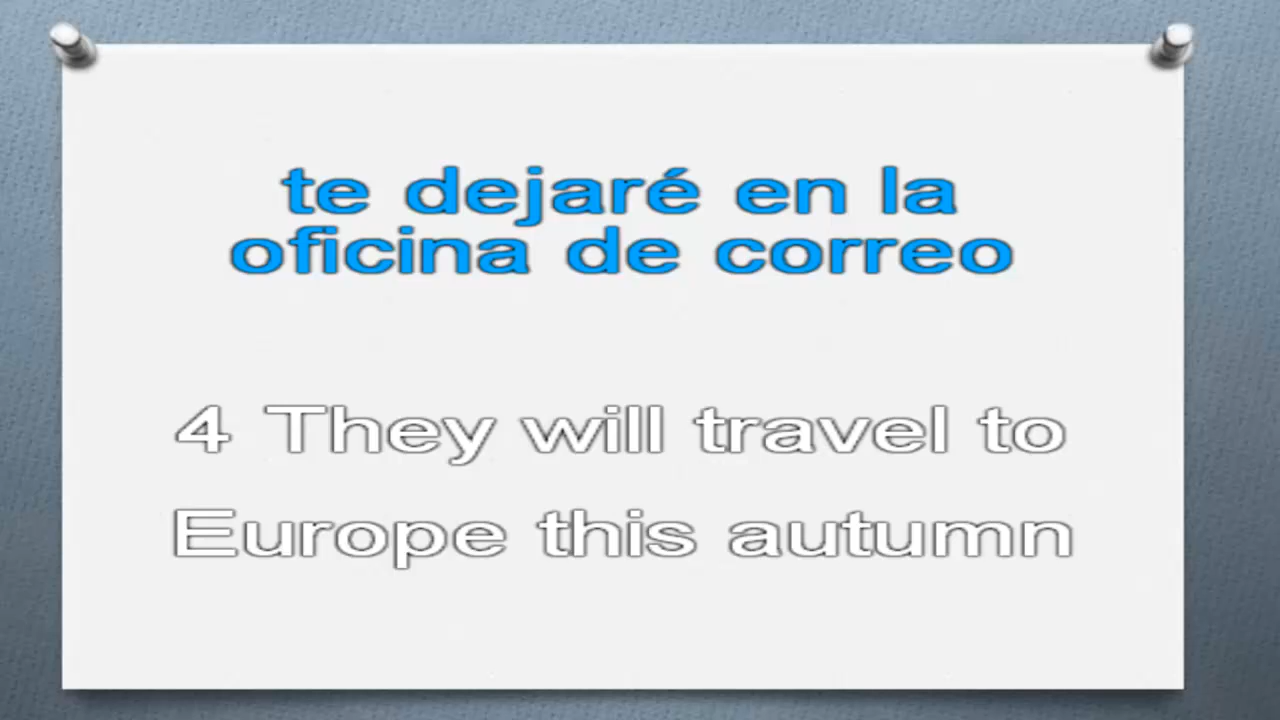 te dejaré en la
oficina de correo
4 They will travel to
Europe this autumn